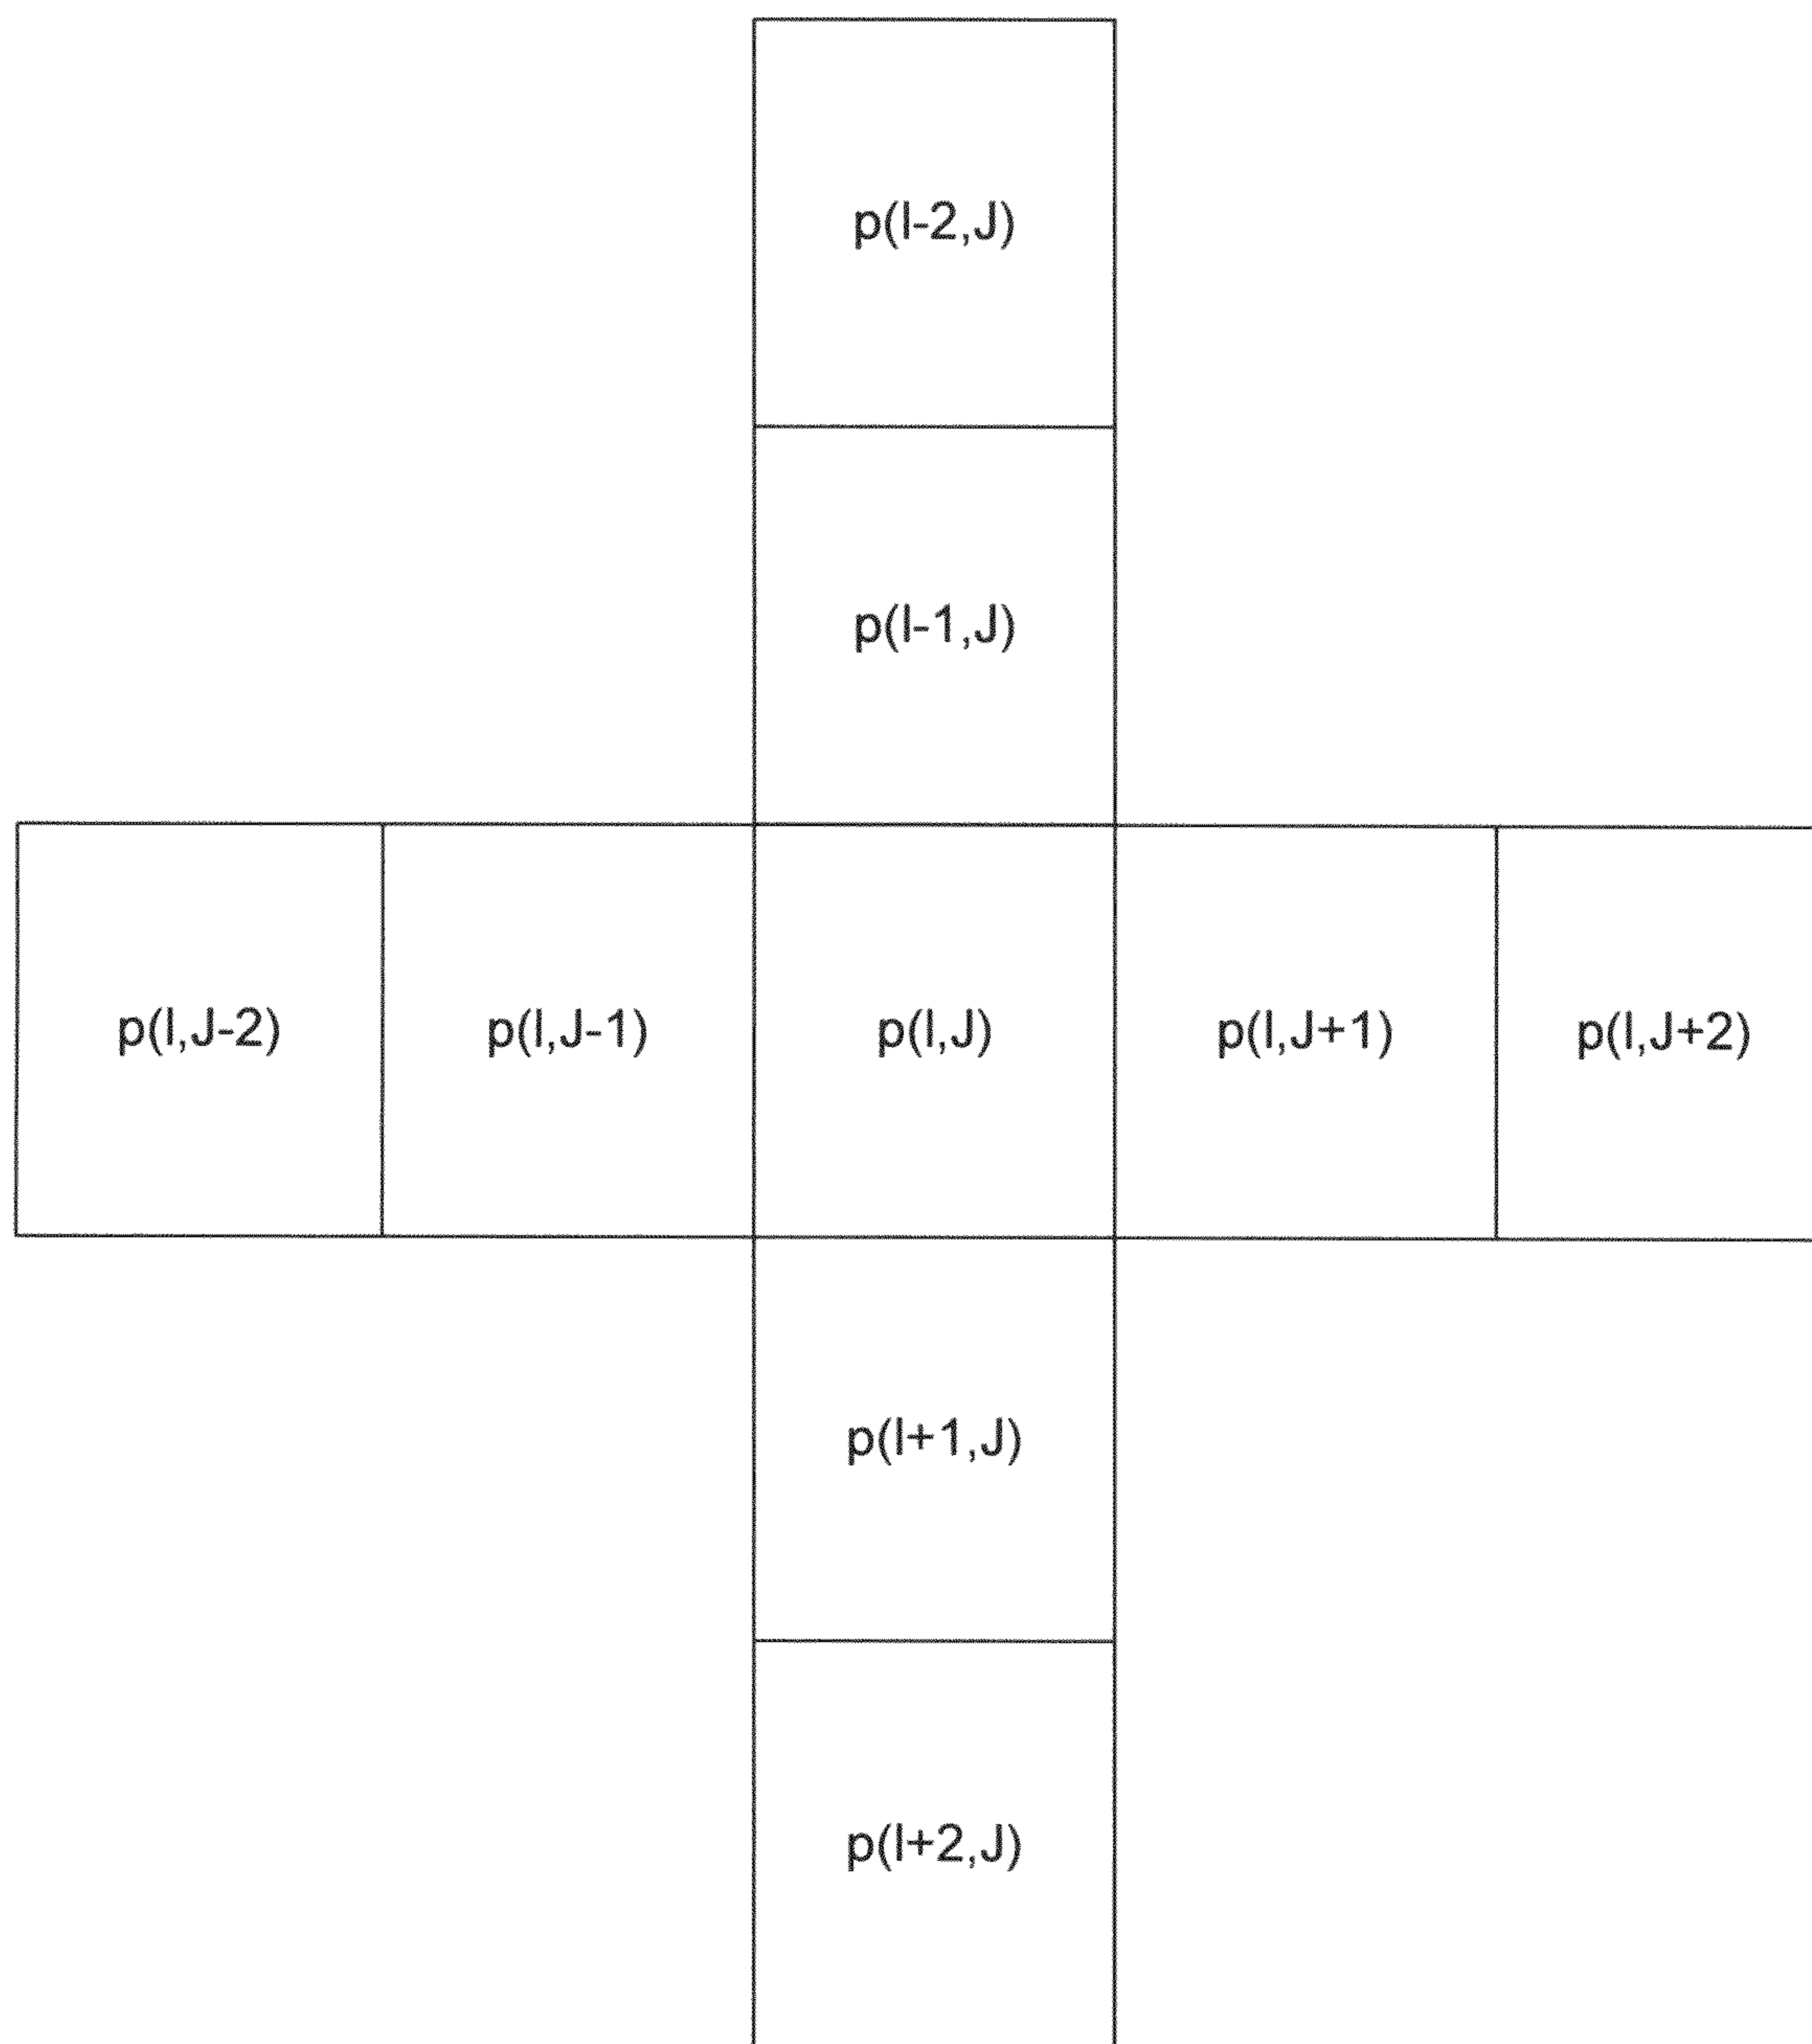 p(I-2,J)
p(I-1,J)
p(I,J-2) p(I,J-1) p(I,J) p(I,J+1) p(I,J+2)
p(I+1,J)
p(I+2,J)